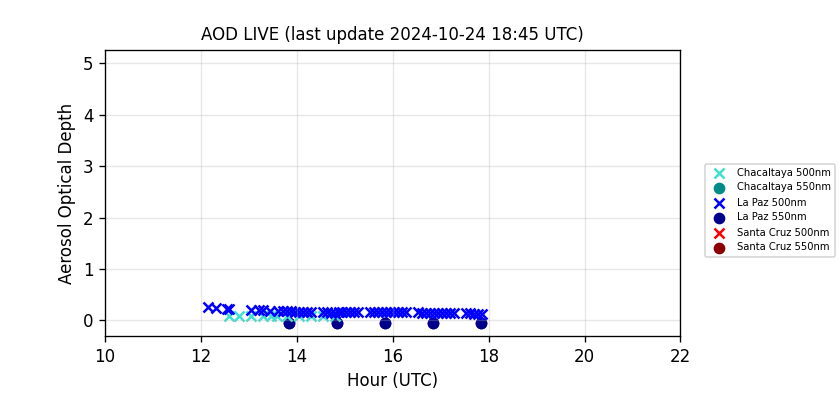 AOD LIVE (last update 2024-10-24 18:45 UTC)
5
4
3
2
1
0
Aerosol Optical Depth
10 12 14 16 18 20 22
Hour (UTC)
Chacaltaya 500nm
Chacaltaya 550nm
La Paz 500nm
La Paz 550nm
Santa Cruz 500nm
Santa Cruz 550nm